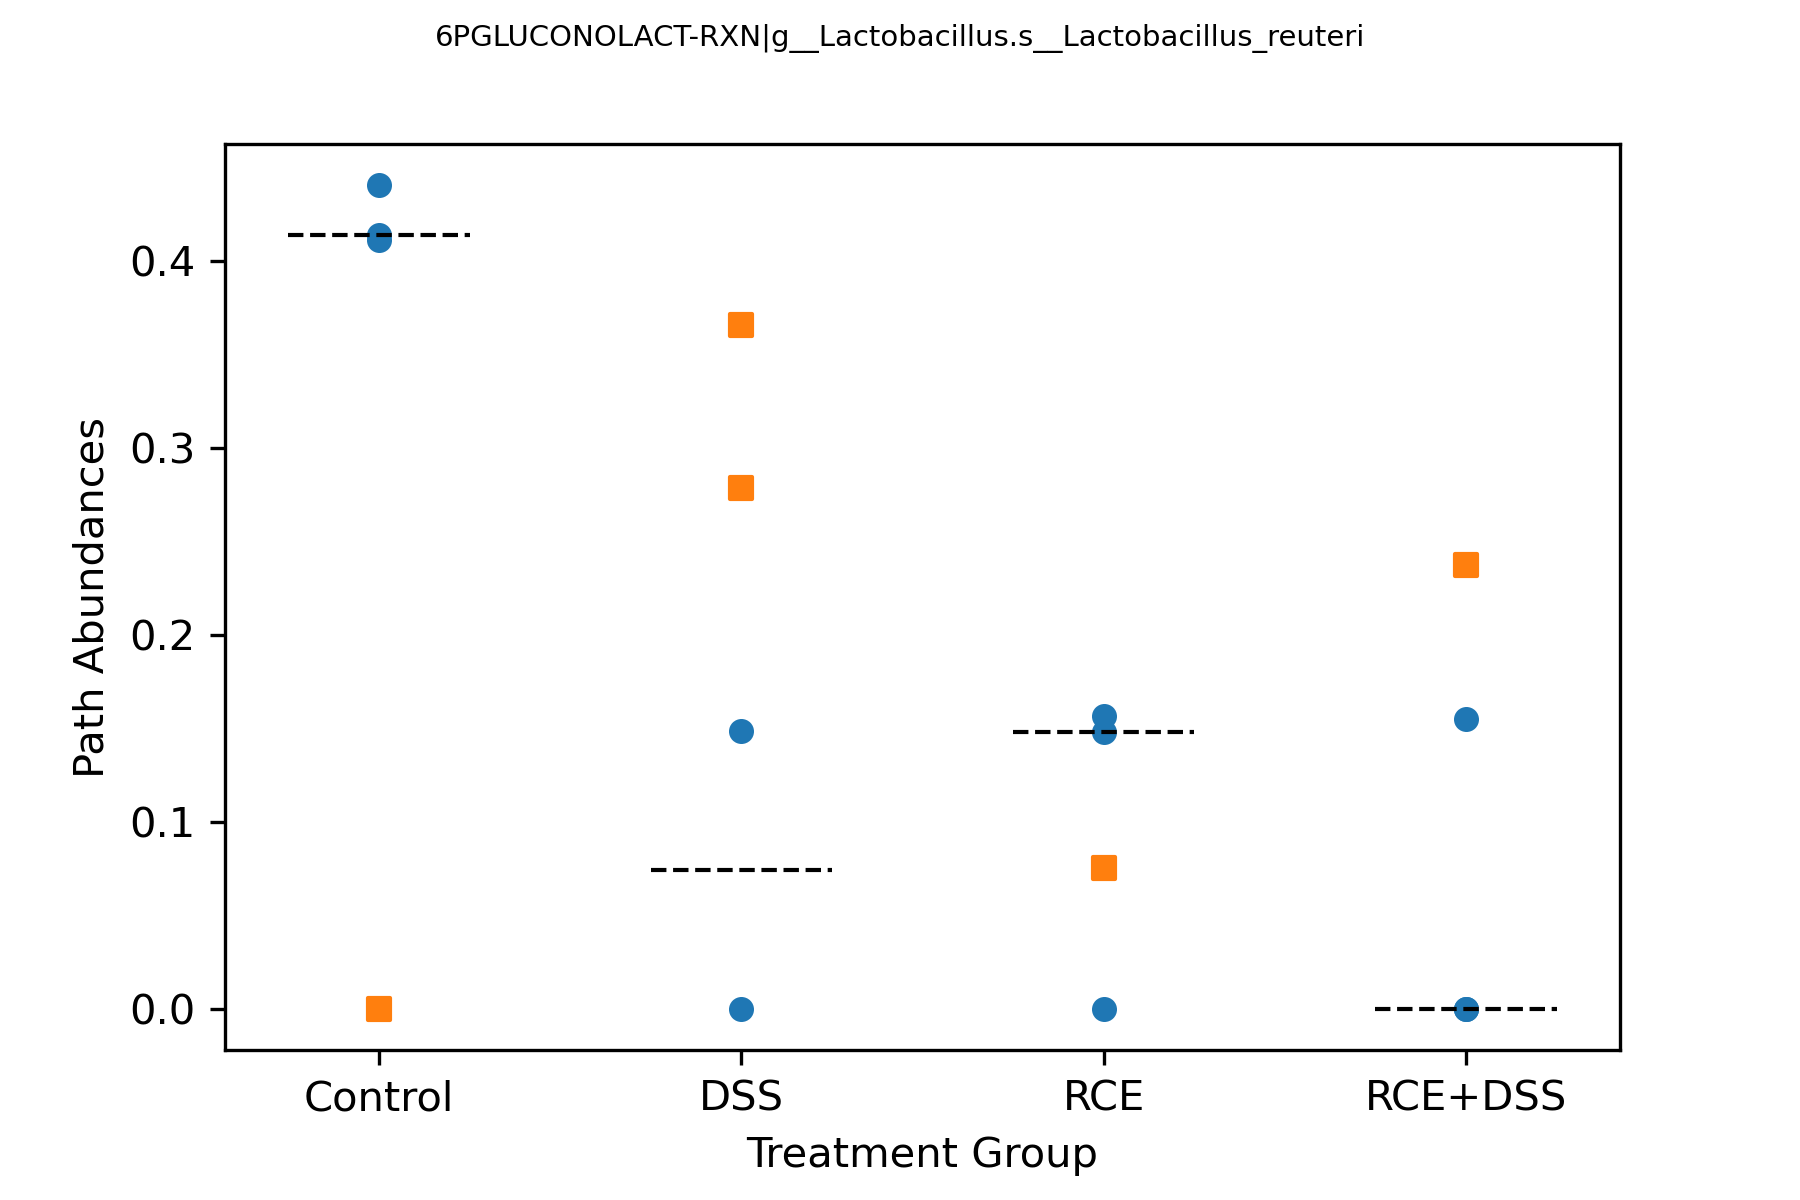 6PGLUCONOLACT-RXN|g__Lactobacillus.s__Lactobacillus_reuteri
Path Abundances
0.4
0.3
0.2
0.1
0.0
Control DSS RCE RCE+DSS
Treatment Group